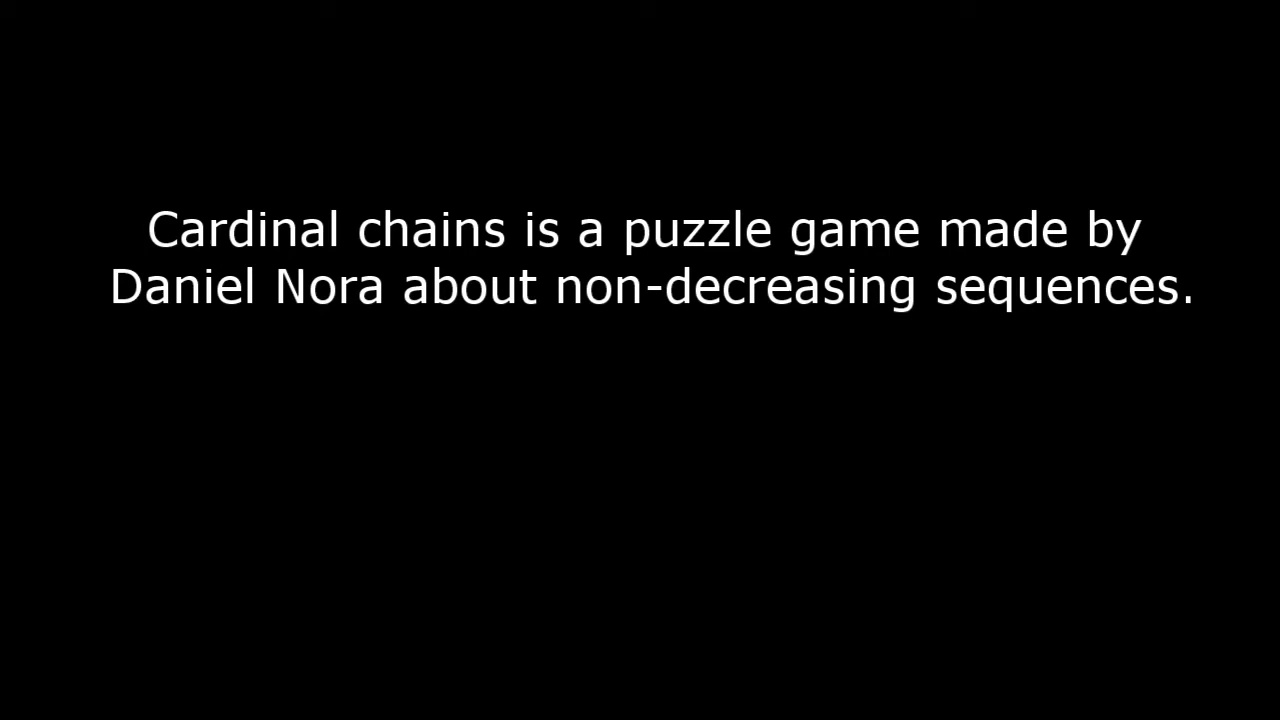 Cardinal chains is a puzzle game made by
Daniel Nora about non-decreasing sequences.